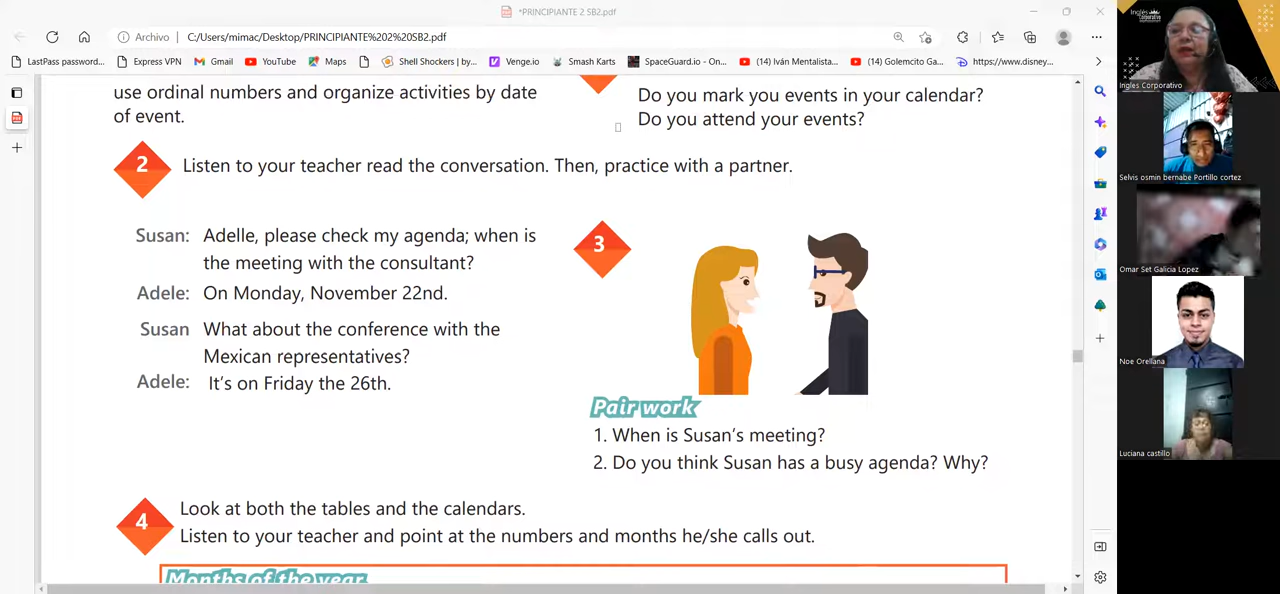 *PRINCIPIANTE 2 SB2.pdf
Archivo | C:/Users/mimac/Desktop/PRINCIPIANTE%202%20SB2.pdf
LastPass password... Express VPN Gmail YouTube Maps Shell Shockers | by... Venge.io Smash Karts SpaceGuard.io - On... (14) Iván Mentalista... (14) Golemcito Ga... https://www.disney...
use ordinal numbers and organize activities by date
of event.
Do you mark you events in your calendar?
Do you attend your events?
2 Listen to your teacher read the conversation. Then, practice with a partner.
Susan: Adelle, please check my agenda; when is
the meeting with the consultant?
Adele: On Monday, November 22nd.
Susan What about the conference with the
Mexican representatives?
Adele: It's on Friday the 26th.
3
Pair work
1. When is Susan's meeting?
2. Do you think Susan has a busy agenda? Why?
4 Look at both the tables and the calendars.
Listen to your teacher and point at the numbers and months he/she calls out.
Months of the year
Inglés
Corporativo
Ingles Corporativo
Selvis osmin bernabe Portillo cortez
Omar Set Galicia Lopez
Noe Orellana
Luciana castillo